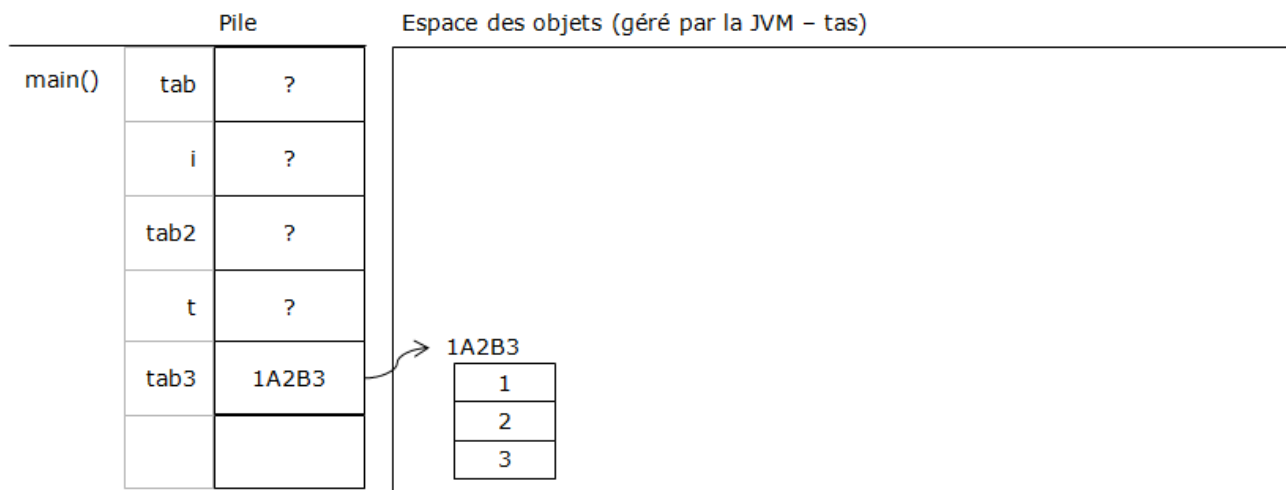 Pile Espace des objets (géré par la JVM – tas)
main() tab ?
i ?
tab2 ?
t ?
1A2B3
tab3 1A2B3 1
2
3